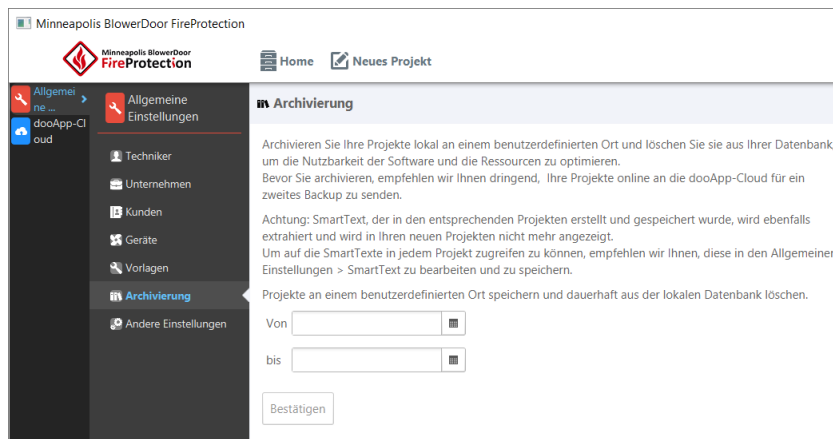 Minneapolis BlowerDoor FireProtection
Minneapolis BlowerDoor
FireProtection
Home
Neues Projekt
Allgemei
ne ...
dooApp-Cl
oud
Allgemeine
Einstellungen
Techniker
Unternehmen
Kunden
Geräte
Vorlagen
Archivierung
Andere Einstellungen
Archivierung
Archivieren Sie Ihre Projekte lokal an einem benutzerdefinierten Ort und löschen Sie sie aus Ihrer Datenbank,
um die Nutzbarkeit der Software und die Ressourcen zu optimieren.
Bevor Sie archivieren, empfehlen wir Ihnen dringend, Ihre Projekte online an die dooApp-Cloud für ein
zweites Backup zu senden.
Achtung: SmartText, der in den entsprechenden Projekten erstellt und gespeichert wurde, wird ebenfalls
extrahiert und wird in Ihren neuen Projekten nicht mehr angezeigt.
Um auf die SmartTexte in jedem Projekt zugreifen zu können, empfehlen wir Ihnen, diese in den Allgemeinen
Einstellungen > SmartText zu bearbeiten und zu speichern.
Projekte an einem benutzerdefinierten Ort speichern und dauerhaft aus der lokalen Datenbank löschen.
Von
bis
Bestätigen